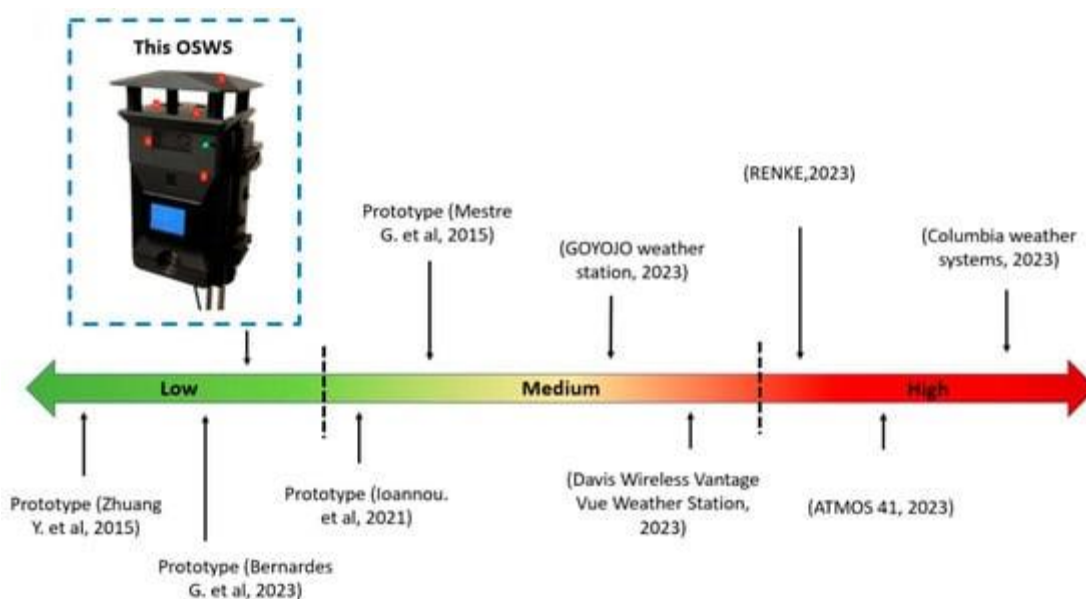 This OSWS
(RENKE,2023)
Prototype (Mestre
G. et al, 2015)
(GOYOJO weather
station, 2023)
(Columbia weather
systems, 2023)
Low
Medium
High
Prototype (Zhuang
Y. et al, 2015)
Prototype (Bernardes
G. et al, 2023)
Prototype (Ioannou.
et al, 2021)
(Davis Wireless Vantage
Vue Weather Station,
2023)
(ATMOS 41, 2023)